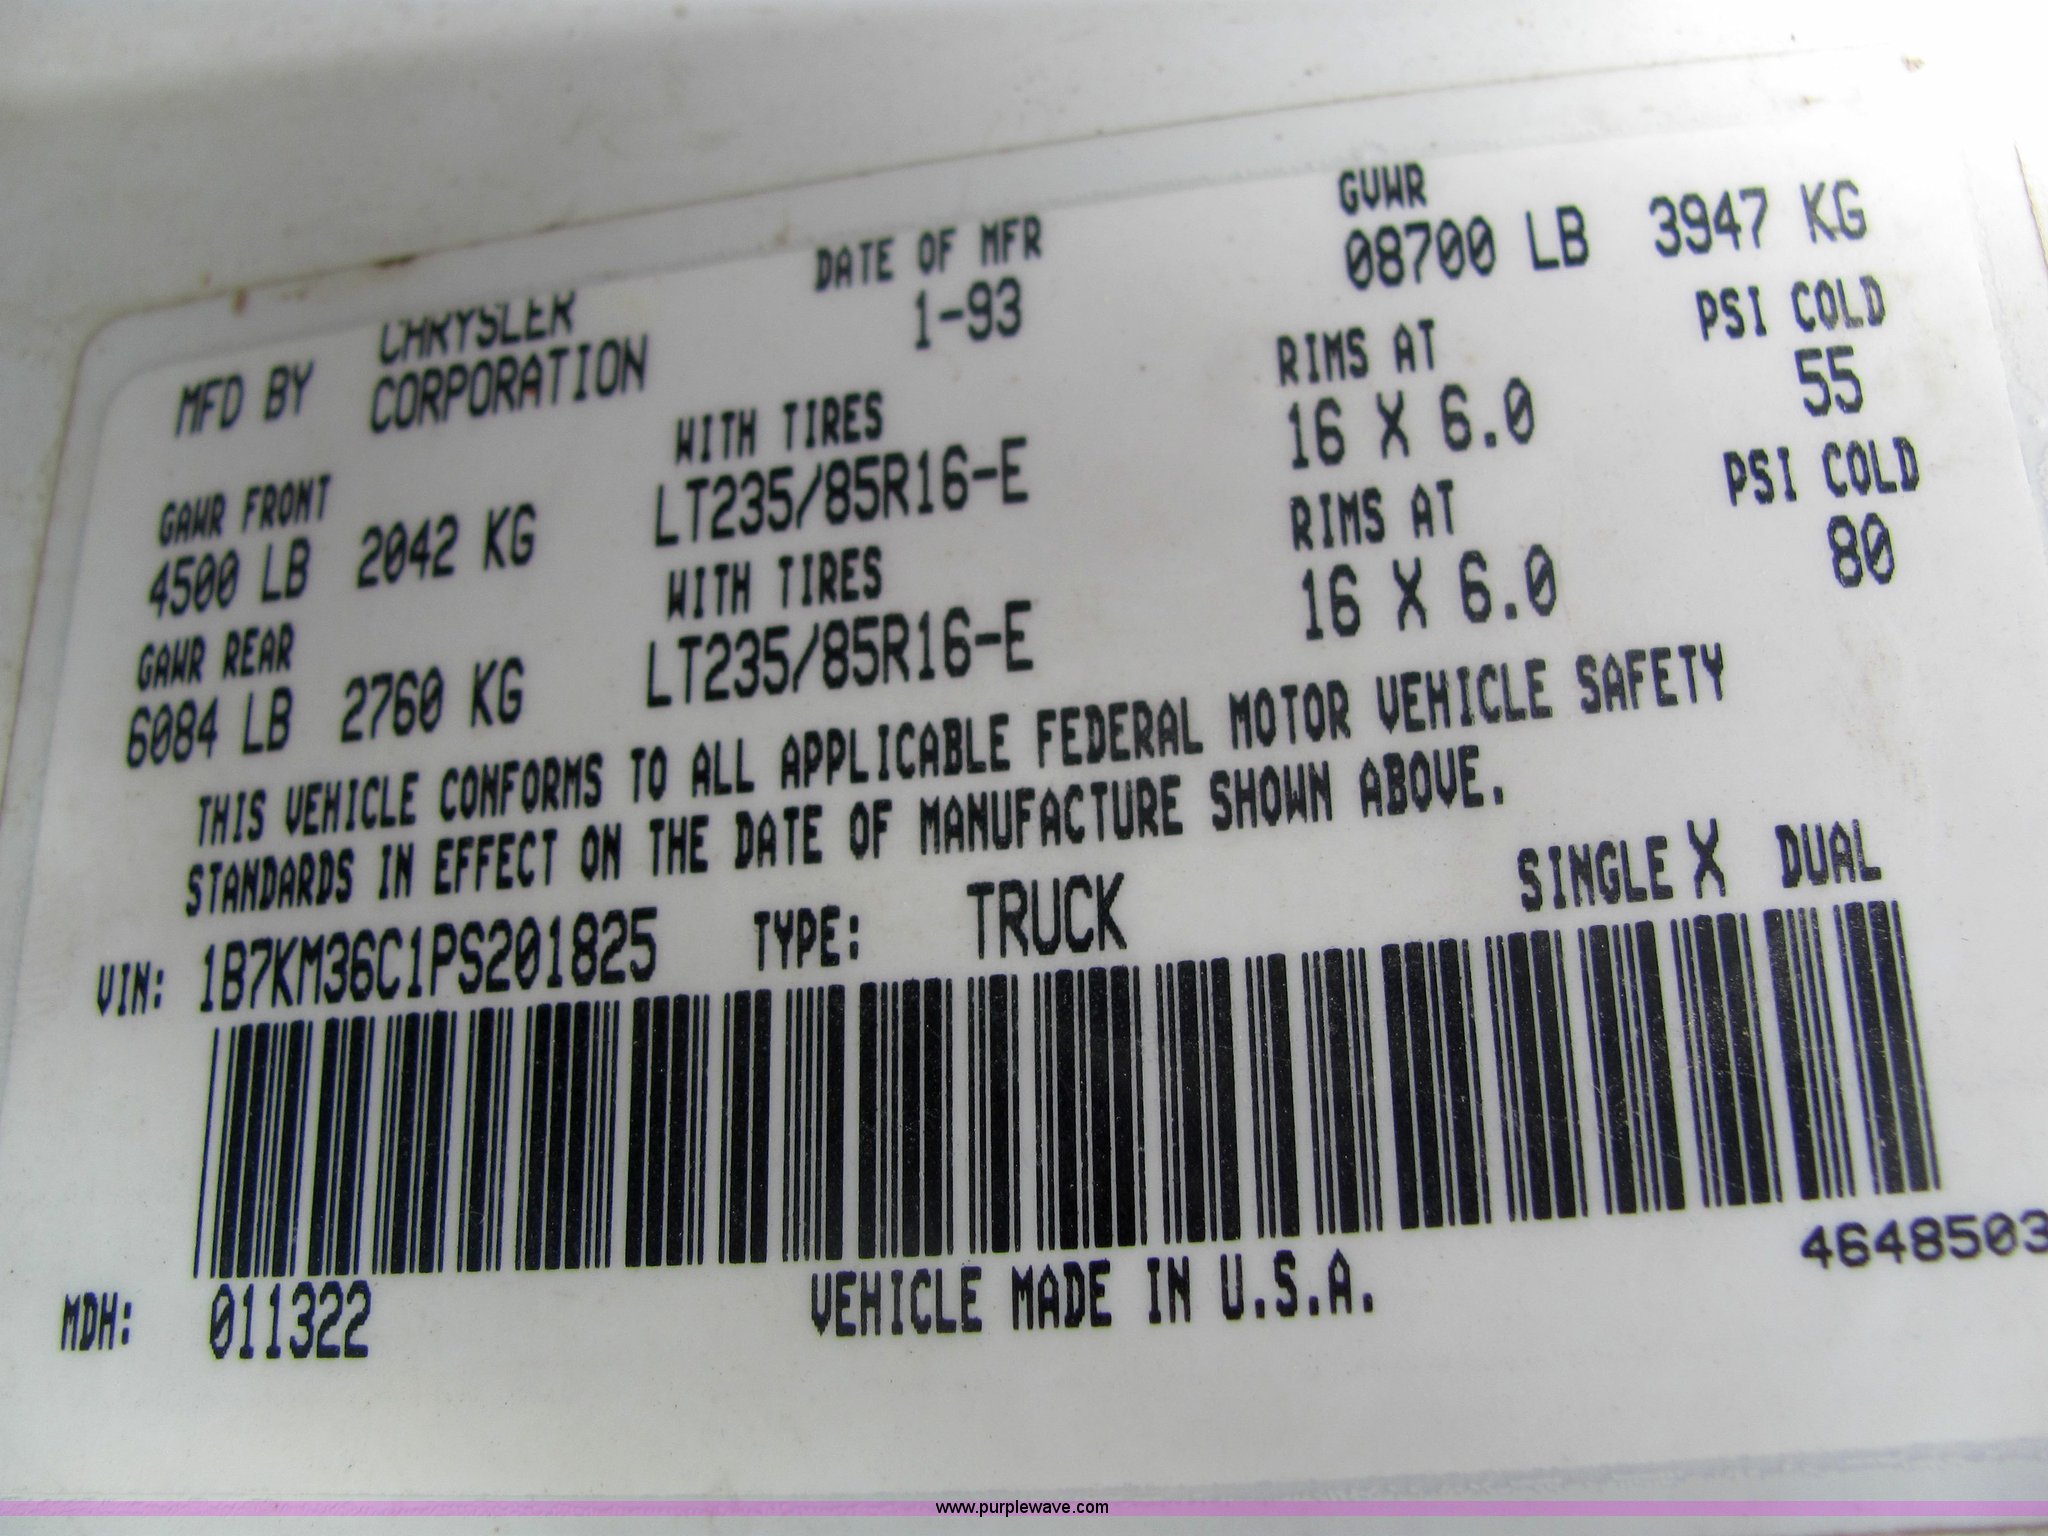 MFD BY CHRYSLER CORPORATION DATE OF MFR 1-93 GVWR 08700 LB 3947 KG
GAWR FRONT WITH TIRES RIMS AT PSI COLD
4500 LB 2042 KG LT235/85R16-E 16 X 6.0 55
GAWR REAR WITH TIRES RIMS AT PSI COLD
6084 LB 2760 KG LT235/85R16-E 16 X 6.0 80
THIS VEHICLE CONFORMS TO ALL APPLICABLE FEDERAL MOTOR VEHICLE SAFETY
STANDARDS IN EFFECT ON THE DATE OF MANUFACTURE SHOWN ABOVE.
VIN: 1B7KM36C1PS201825 TYPE: TRUCK SINGLE X DUAL
4648503
MDH: 011322 VEHICLE MADE IN U.S.A.
www.purplewave.com